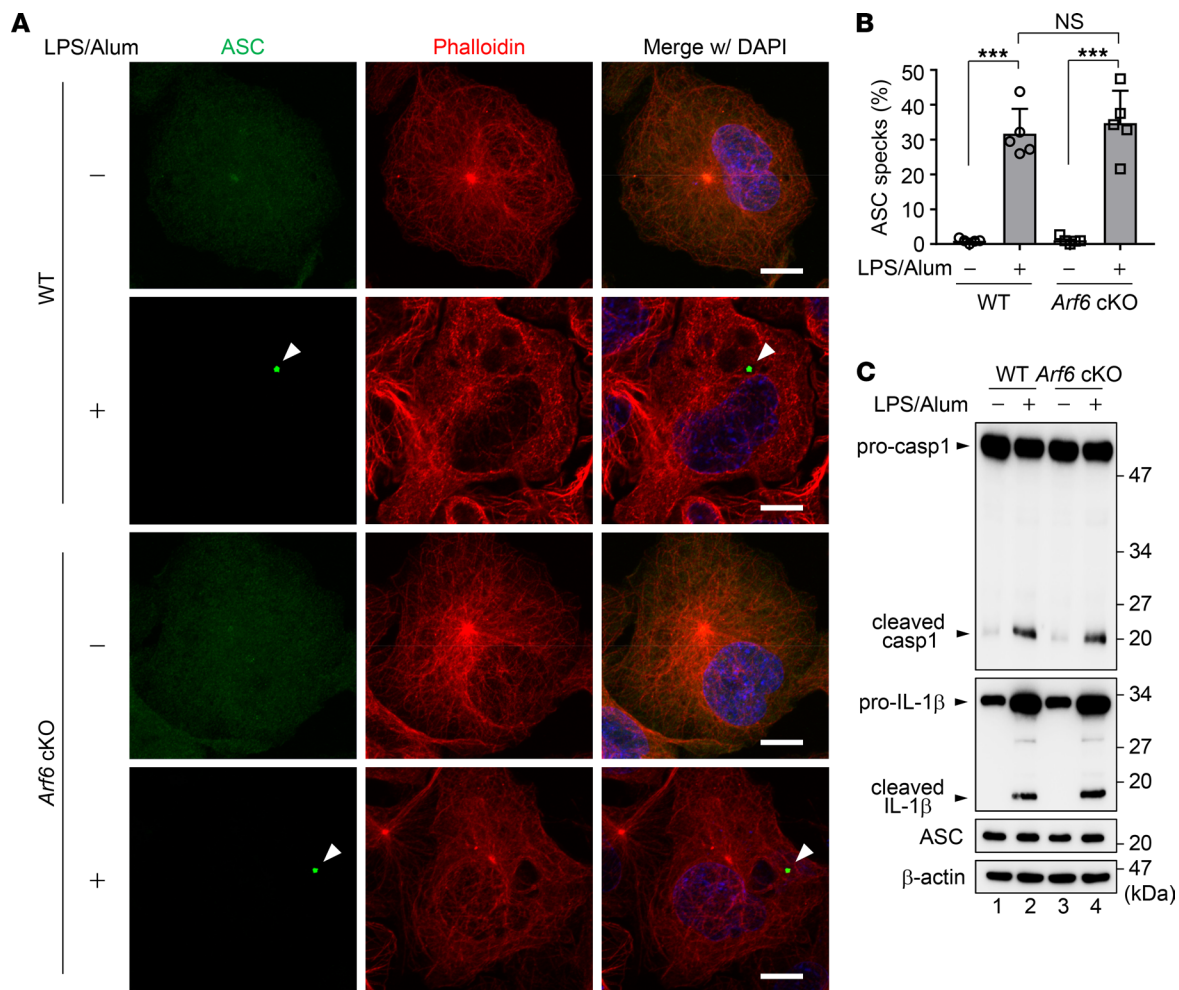 A
LPS/Alum ASC Phalloidin Merge w/ DAPI
WT
−
+
Arf6 cKO
−
+
B
NS
*** ***
ASC specks (%)
50
40
30
20
10
0
LPS/Alum − + − +
WT Arf6 cKO
C
WT Arf6 cKO
LPS/Alum − + − +
pro-casp1
47
34
27
cleaved
casp1
20
pro-IL-1β
34
27
20
cleaved
IL-1β
ASC
20
β-actin
47
(kDa)
1 2 3 4